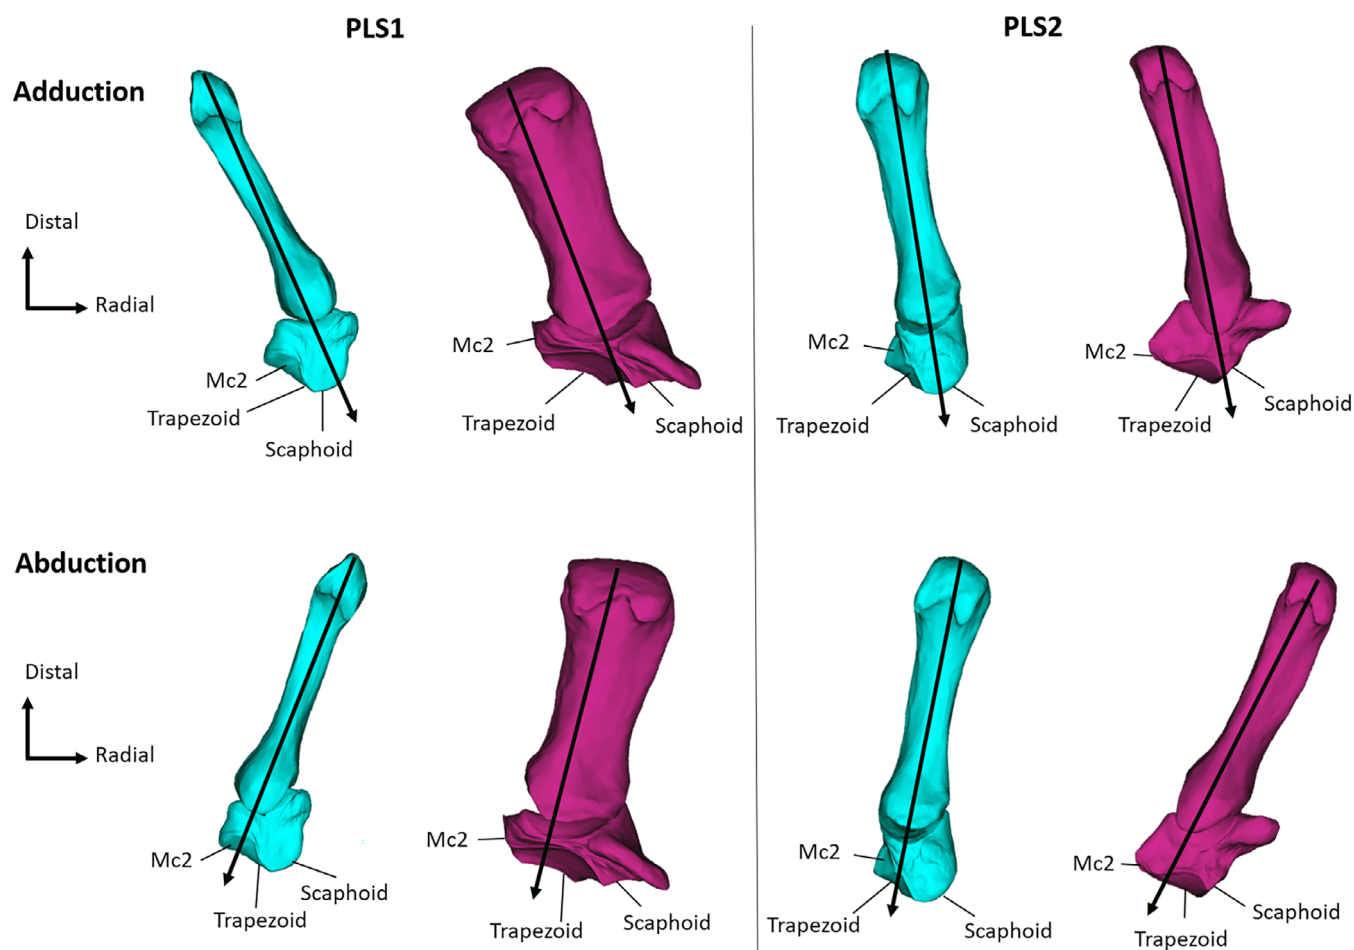 PLS1
PLS2
Adduction
Distal
Radial
Mc2
Trapezoid
Scaphoid
Mc2
Trapezoid
Scaphoid
Mc2
Trapezoid
Scaphoid
Mc2
Trapezoid
Scaphoid
Abduction
Distal
Radial
Mc2
Trapezoid
Scaphoid
Mc2
Trapezoid
Scaphoid
Mc2
Trapezoid
Scaphoid
Mc2
Trapezoid
Scaphoid